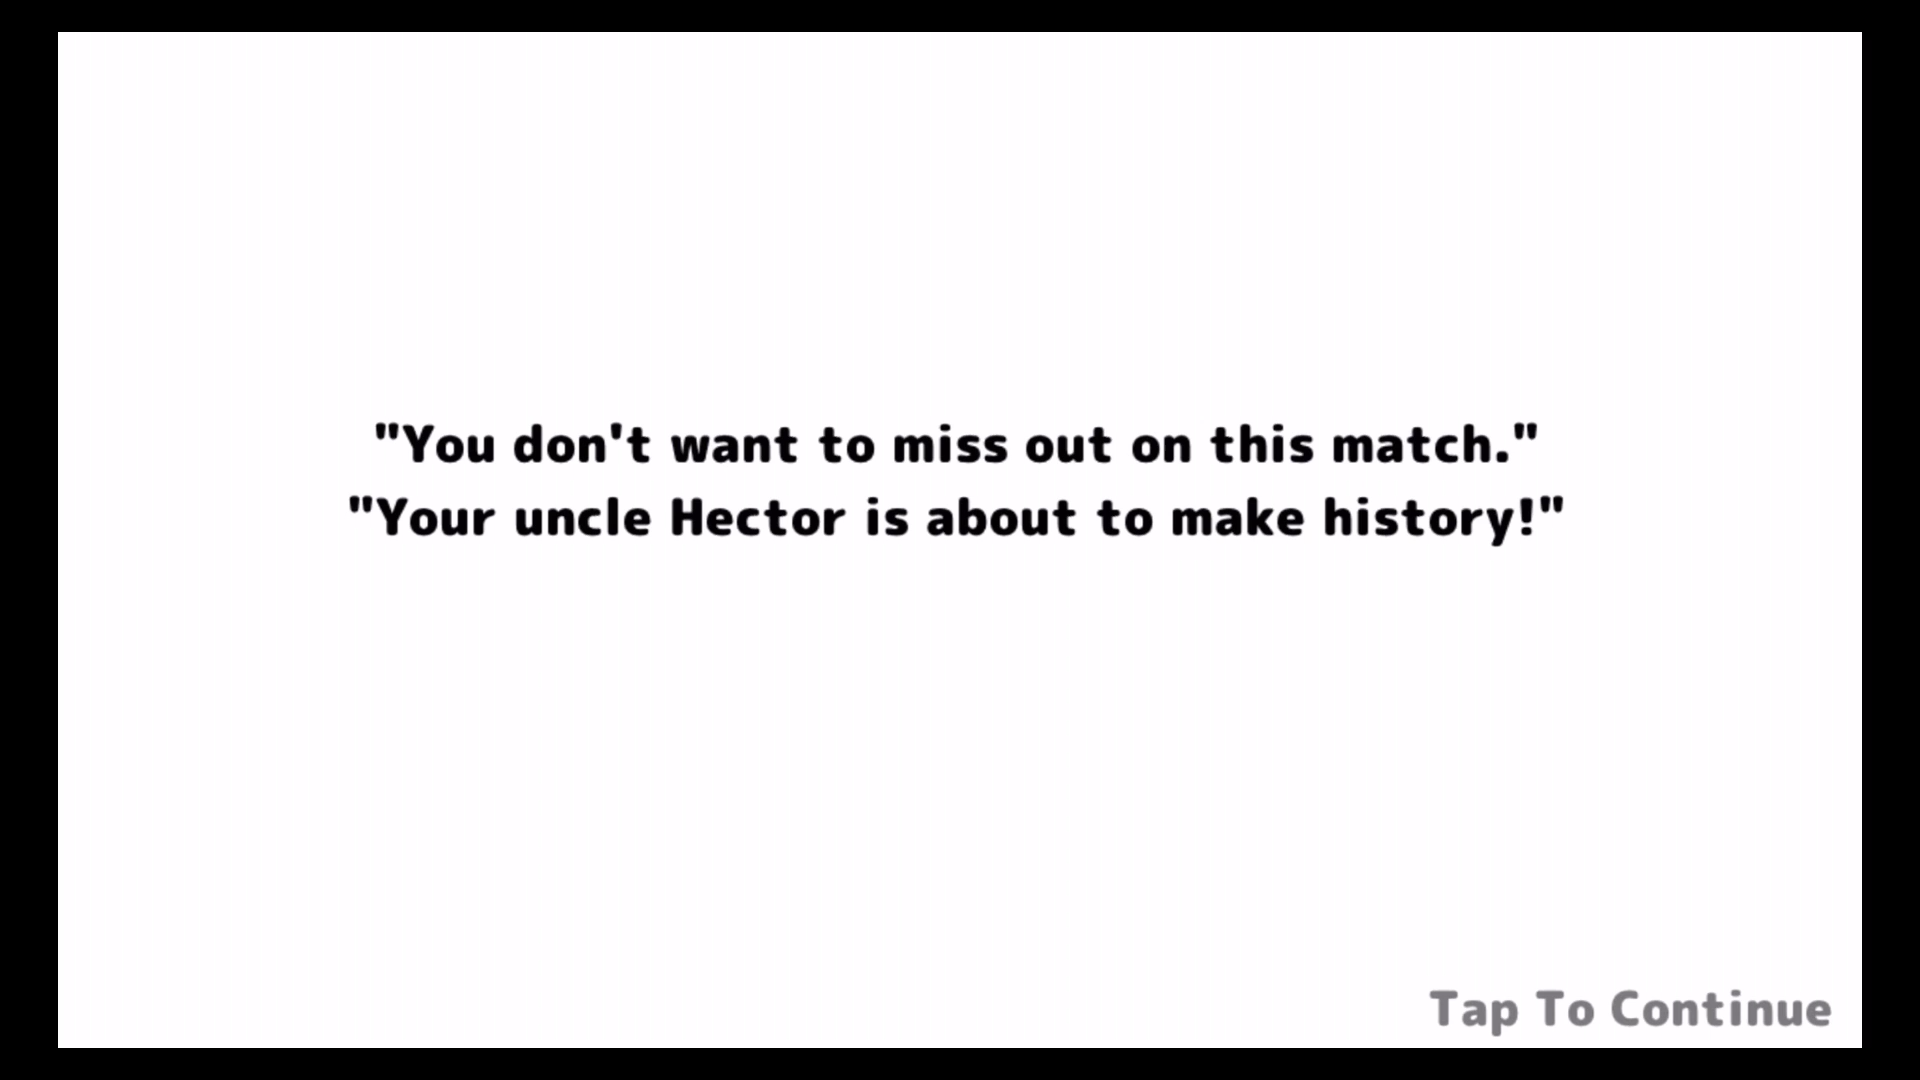 "You don't want to miss out on this match."
"Your uncle Hector is about to make history!"
Tap To Continue